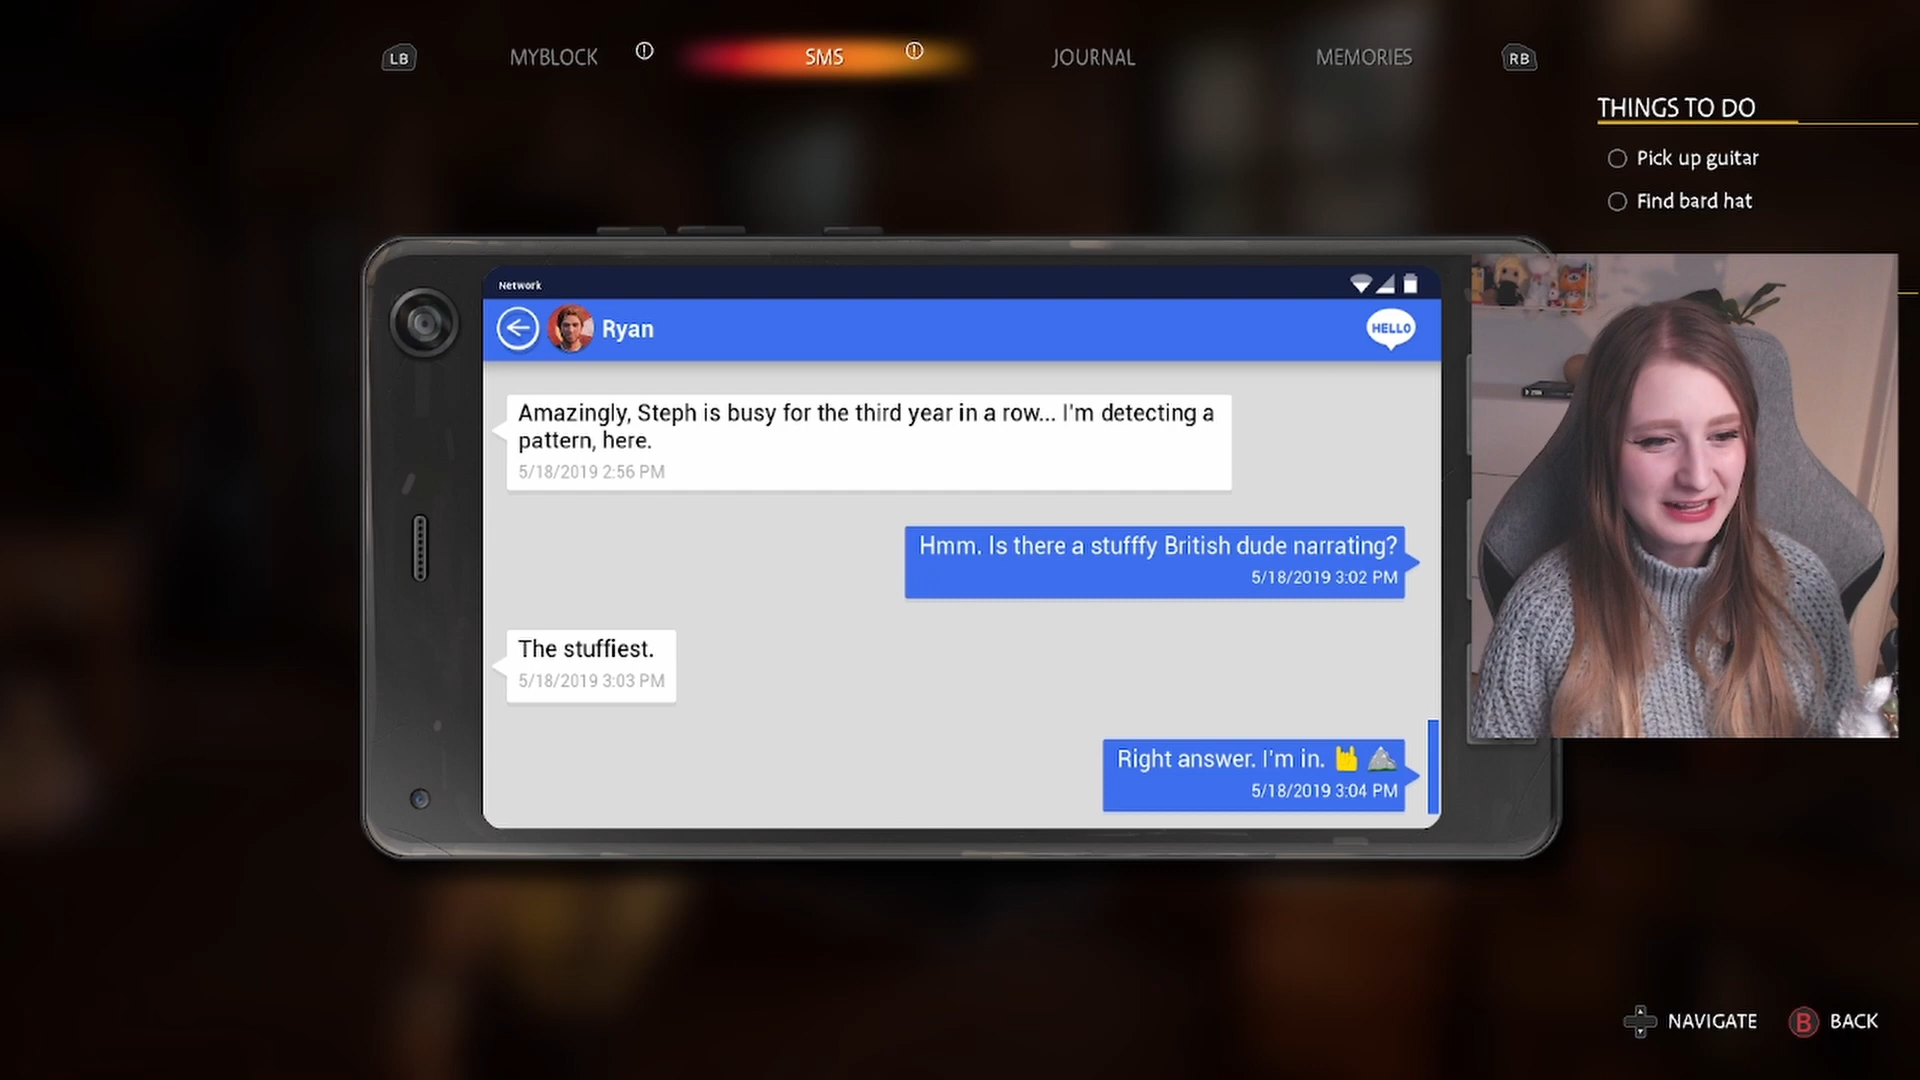 LB
MYBLOCK
SMS
JOURNAL
MEMORIES
RB
THINGS TO DO
Pick up guitar
Find bard hat
Network
Ryan
HELLO
Amazingly, Steph is busy for the third year in a row... I'm detecting a
pattern, here.
5/18/2019 2:56 PM
Hmm. Is there a stufffy British dude narrating?
5/18/2019 3:02 PM
The stuffiest.
5/18/2019 3:03 PM
Right answer. I'm in. 🤘 ⛰️
5/18/2019 3:04 PM
NAVIGATE
B BACK